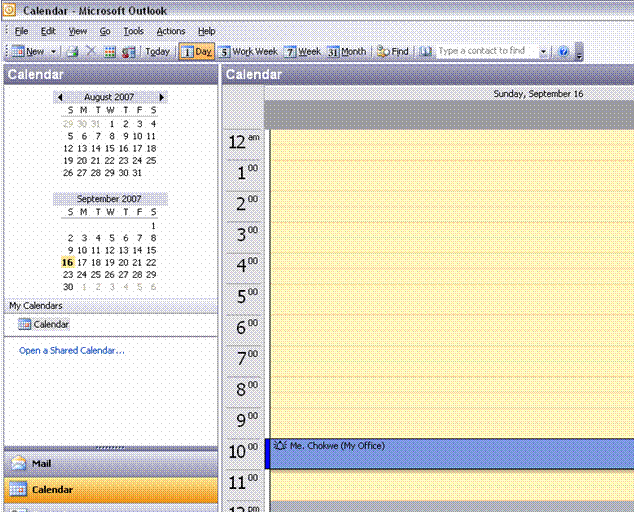 Calendar - Microsoft Outlook
File Edit View Go Tools Actions Help
New Today 1 Day 5 Work Week 7 Week 31 Month Find Type a contact to find
Calendar
August 2007
S M T W T F S
29 30 31 1 2 3 4
5 6 7 8 9 10 11
12 13 14 15 16 17 18
19 20 21 22 23 24 25
26 27 28 29 30 31
September 2007
S M T W T F S
1
2 3 4 5 6 7 8
9 10 11 12 13 14 15
16 17 18 19 20 21 22
23 24 25 26 27 28 29
30 1 2 3 4 5 6
My Calendars
Calendar
Open a Shared Calendar...
Mail
Calendar
Calendar
Sunday, September 16
12 am
1 00
2 00
3 00
4 00
5 00
6 00
7 00
8 00
9 00
10 00 Me. Chokwe (My Office)
11 00
12 pm